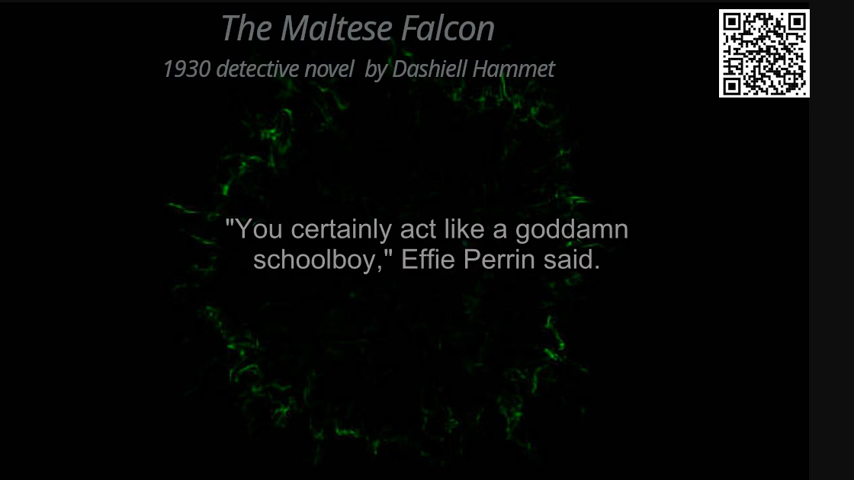 The Maltese Falcon
1930 detective novel by Dashiell Hammet
"You certainly act like a goddamn
schoolboy," Effie Perrin said.